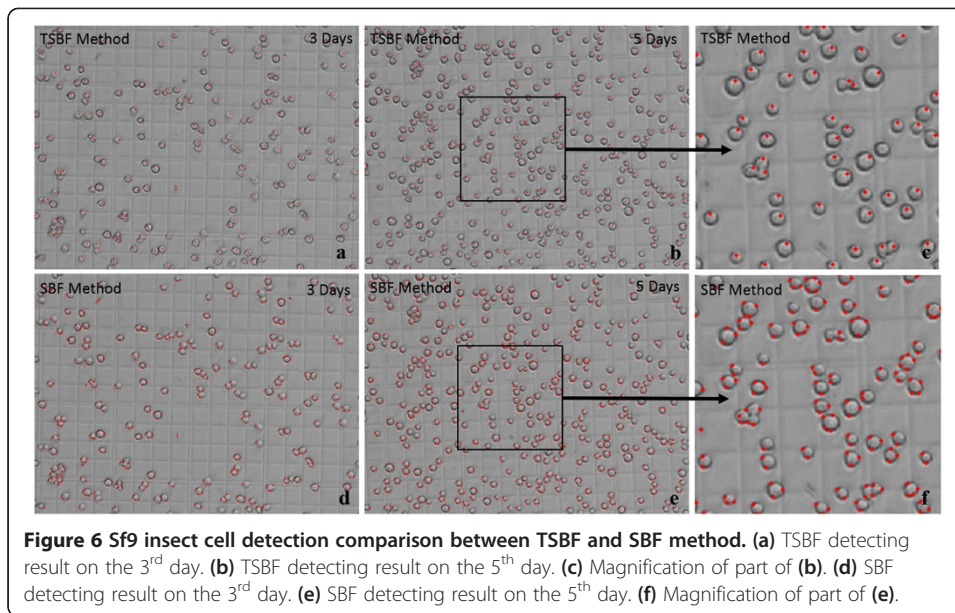 TSBF Method 3 Days
TSBF Method 5 Days
TSBF Method
a
b
c
SBF Method 3 Days
SBF Method 5 Days
SBF Method
d
e
f
Figure 6 Sf9 insect cell detection comparison between TSBF and SBF method. (a) TSBF detecting
result on the 3rd day. (b) TSBF detecting result on the 5th day. (c) Magnification of part of (b). (d) SBF
detecting result on the 3rd day. (e) SBF detecting result on the 5th day. (f) Magnification of part of (e).